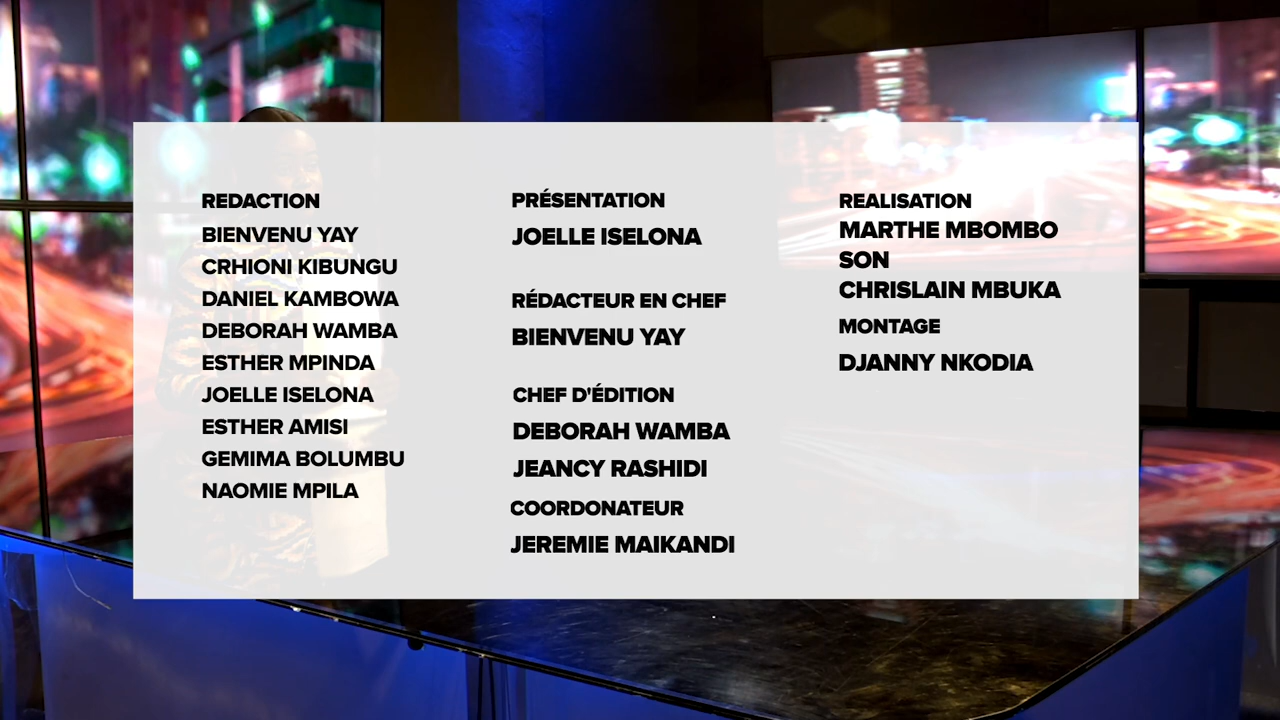 REDACTION
BIENVENU YAY
CRHIONI KIBUNGU
DANIEL KAMBOWA
DEBORAH WAMBA
ESTHER MPINDA
JOELLE ISELONA
ESTHER AMISI
GEMIMA BOLUMBU
NAOMIE MPILA
PRÉSENTATION
JOELLE ISELONA
RÉDACTEUR EN CHEF
BIENVENU YAY
CHEF D'ÉDITION
DEBORAH WAMBA
JEANCY RASHIDI
COORDONATEUR
JEREMIE MAIKANDI
REALISATION
MARTHE MBOMBO
SON
CHRISLAIN MBUKA
MONTAGE
DJANNY NKODIA